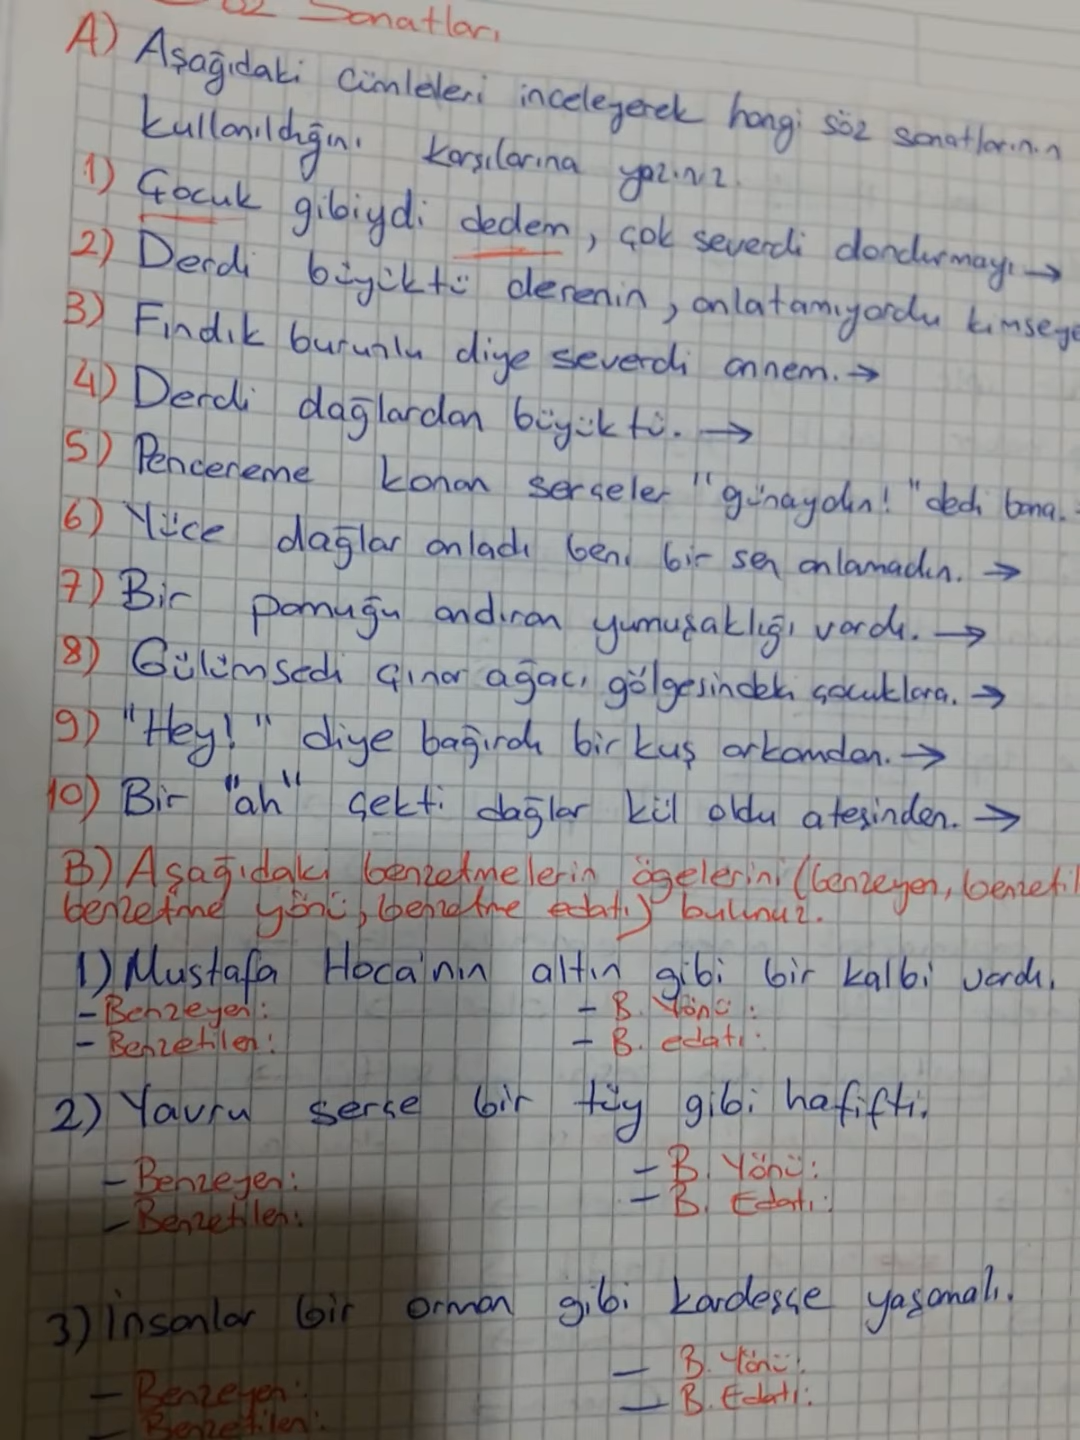 Sanatları
A) Aşağıdaki Cümleleri inceleyerek hangi söz sanatlarının
kullanıldığını karşılarına yazınız.
1) Çocuk gibiydi dedem, çok severdi dondurmayı →
2) Derdi büyüktü derenin, anlatamıyordu kimseye
3) Fındık burunlu diye severdi annem. →
4) Derdi dağlardan büyüktü. →
5) Pencereme konan serçeler "günaydın!" dedi bana.
6) Yüce dağlar anladı beni bir sen anlamadın. →
7) Bir pamuğu andıran yumuşaklığı vardı. →
8) Gülümsedi çınar ağacı gölgesindeki çocuklara. →
9) "Hey!" diye bağırdı bir kuş arkamdan. →
10) Bir "ah" çekti dağlar kül oldu ateşinden. →
B) Aşağıdaki benzetmelerin ögelerini (benzeyen, benzetil
benzetme yönü, benzetme edatı) bulunuz.
1) Mustafa Hoca'nın altın gibi bir kalbi vardı.
- Benzeyen: - B. Yönü:
- Benzetilen: - B. edatı:
2) Yavru serçe bir tüy gibi hafifti.
- Benzeyen: - B. Yönü:
- Benzetilen: - B. Edatı:
3) İnsanlar bir orman gibi kardeşçe yaşamalı.
- Benzeyen: - B. Yönü:
- Benzetilen: - B. Edatı: